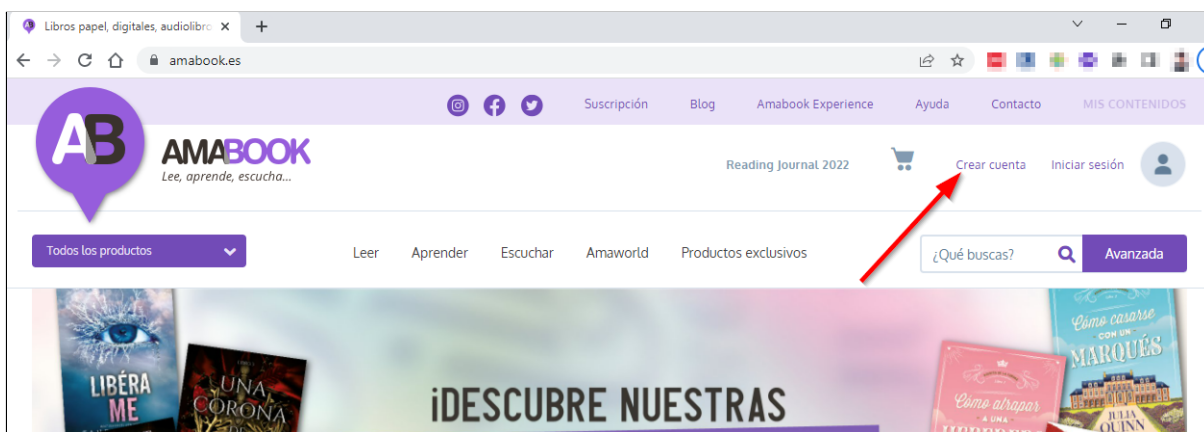 Libros papel, digitales, audiolibro
amabook.es
Suscripción Blog Amabook Experience Ayuda Contacto MIS CONTENIDOS
AB
AMABOOK
Lee, aprende, escucha...
Reading Journal 2022 Crear cuenta Iniciar sesión
Todos los productos Leer Aprender Escuchar Amaworld Productos exclusivos ¿Qué buscas? Avanzada
LIBÉRA
ME
UNA
CORONA
¡DESCUBRE NUESTRAS
Cómo atrapar
A UNA
Cómo casarse
CON UN
MARQUÉS
JULIA
QUINN